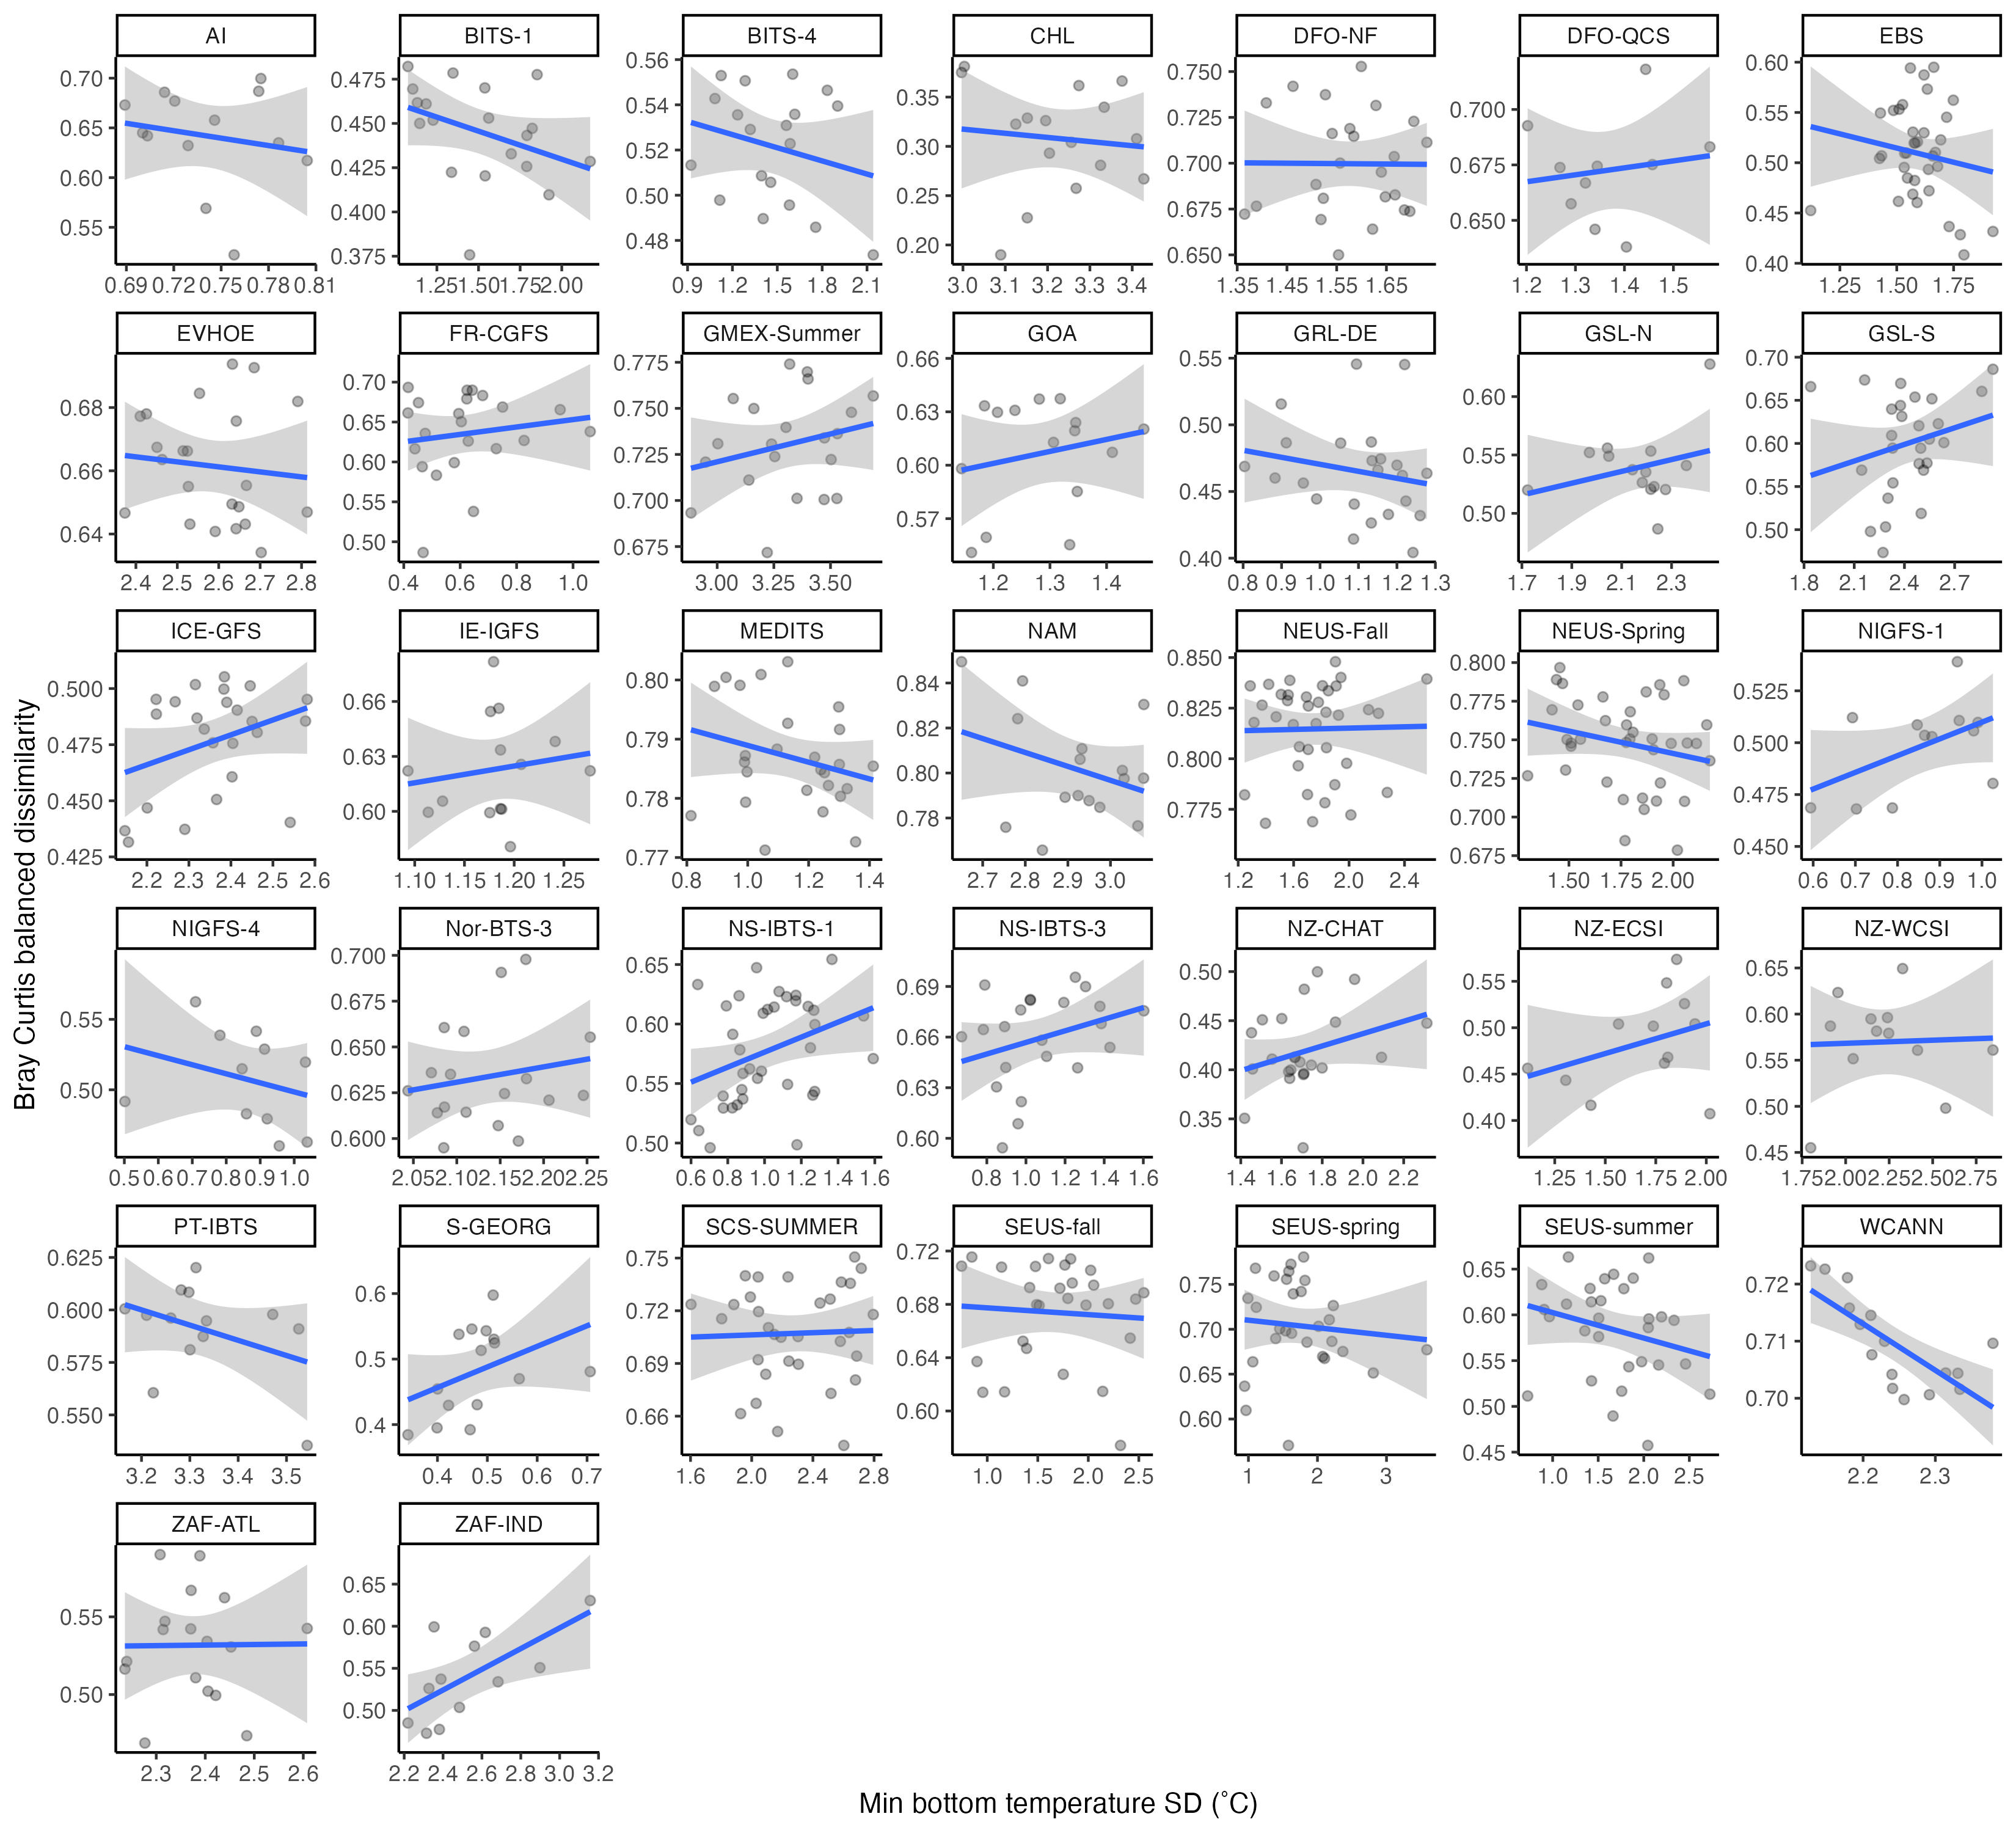 AI BITS-1 BITS-4 CHL DFO-NF DFO-QCS EBS
0.70 0.65 0.60 0.55
0.69 0.72 0.75 0.78 0.81
0.475 0.450 0.425 0.400 0.375
1.25 1.50 1.75 2.00
0.56 0.54 0.52 0.50 0.48
0.9 1.2 1.5 1.8 2.1
0.35 0.30 0.25 0.20
3.0 3.1 3.2 3.3 3.4
0.750 0.725 0.700 0.675 0.650
1.35 1.45 1.55 1.65
0.700 0.675 0.650
1.2 1.3 1.4 1.5
0.60 0.55 0.50 0.45 0.40
1.25 1.50 1.75
EVHOE FR-CGFS GMEX-Summer GOA GRL-DE GSL-N GSL-S
0.68 0.66 0.64
2.4 2.5 2.6 2.7 2.8
0.70 0.65 0.60 0.55 0.50
0.4 0.6 0.8 1.0
0.775 0.750 0.725 0.700 0.675
3.00 3.25 3.50
0.66 0.63 0.60 0.57
1.2 1.3 1.4
0.55 0.50 0.45 0.40
0.8 0.9 1.0 1.1 1.2 1.3
0.60 0.55 0.50
1.7 1.9 2.1 2.3
0.70 0.65 0.60 0.55 0.50
1.8 2.1 2.4 2.7
ICE-GFS IE-IGFS MEDITS NAM NEUS-Fall NEUS-Spring NIGFS-1
0.500 0.475 0.450 0.425
2.2 2.3 2.4 2.5 2.6
0.66 0.63 0.60
1.10 1.15 1.20 1.25
0.80 0.79 0.78 0.77
0.8 1.0 1.2 1.4
0.84 0.82 0.80 0.78
2.7 2.8 2.9 3.0
0.850 0.825 0.800 0.775
1.2 1.6 2.0 2.4
0.800 0.775 0.750 0.725 0.700 0.675
1.50 1.75 2.00
0.525 0.500 0.475 0.450
0.6 0.7 0.8 0.9 1.0
NIGFS-4 Nor-BTS-3 NS-IBTS-1 NS-IBTS-3 NZ-CHAT NZ-ECSI NZ-WCSI
0.55 0.50
0.5 0.6 0.7 0.8 0.9 1.0
0.700 0.675 0.650 0.625 0.600
2.05 2.10 2.15 2.20 2.25
0.65 0.60 0.55 0.50
0.6 0.8 1.0 1.2 1.4 1.6
0.69 0.66 0.63 0.60
0.8 1.0 1.2 1.4 1.6
0.50 0.45 0.40 0.35
1.4 1.6 1.8 2.0 2.2
0.55 0.50 0.45 0.40
1.25 1.50 1.75 2.00
0.65 0.60 0.55 0.50 0.45
1.75 2.00 2.25 2.50 2.75
PT-IBTS S-GEORG SCS-SUMMER SEUS-fall SEUS-spring SEUS-summer WCANN
0.625 0.600 0.575 0.550
3.2 3.3 3.4 3.5
0.6 0.5 0.4
0.4 0.5 0.6 0.7
0.75 0.72 0.69 0.66
1.6 2.0 2.4 2.8
0.72 0.68 0.64 0.60
1.0 1.5 2.0 2.5
0.75 0.70 0.65 0.60
1 2 3
0.65 0.60 0.55 0.50 0.45
1.0 1.5 2.0 2.5
0.72 0.71 0.70
2.2 2.3
ZAF-ATL ZAF-IND
0.55 0.50
2.3 2.4 2.5 2.6
0.65 0.60 0.55 0.50
2.2 2.4 2.6 2.8 3.0 3.2
Bray Curtis balanced dissimilarity
Min bottom temperature SD (˚C)